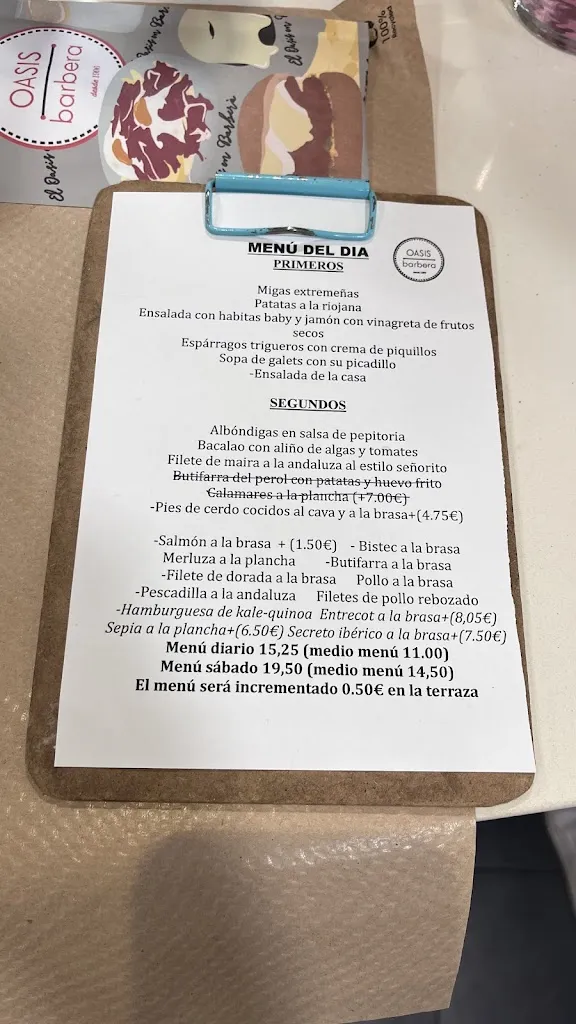 OASIS
barbera
desde 1980
El Oasis
100%
MENÚ DEL DIA
OASIS
barbera
PRIMEROS
Migas extremeñas
Patatas a la riojana
Ensalada con habitas baby y jamón con vinagreta de frutos
secos
Espárragos trigueros con crema de piquillos
Sopa de galets con su picadillo
-Ensalada de la casa
SEGUNDOS
Albóndigas en salsa de pepitoria
Bacalao con aliño de algas y tomates
Filete de maira a la andaluza al estilo señorito
Butifarra del perol con patatas y huevo frito
Calamares a la plancha (+7.00€)
-Pies de cerdo cocidos al cava y a la brasa+(4.75€)
-Salmón a la brasa + (1.50€) - Bistec a la brasa
Merluza a la plancha -Butifarra a la brasa
-Filete de dorada a la brasa Pollo a la brasa
-Pescadilla a la andaluza Filetes de pollo rebozado
-Hamburguesa de kale-quinoa Entrecot a la brasa+(8,05€)
Sepia a la plancha+(6.50€) Secreto ibérico a la brasa+(7.50€)
Menú diario 15,25 (medio menú 11.00)
Menú sábado 19,50 (medio menú 14,50)
El menú será incrementado 0.50€ en la terraza